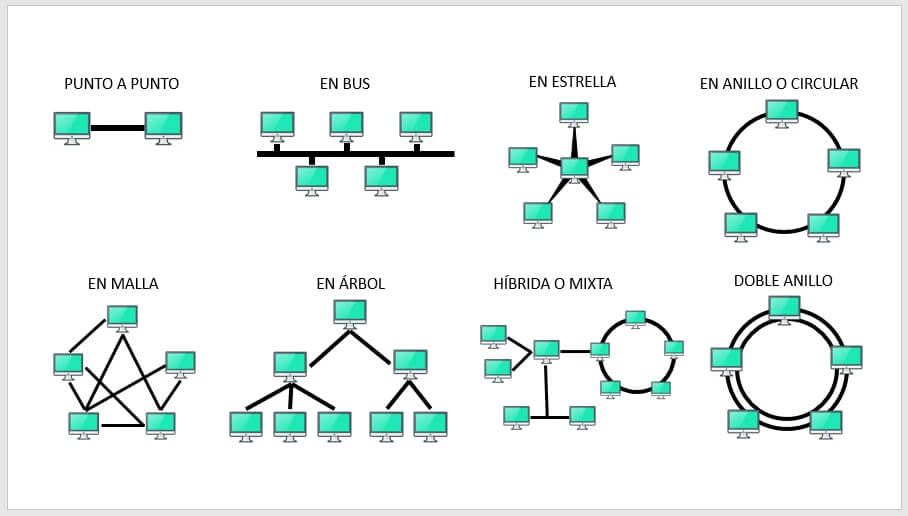 PUNTO A PUNTO
EN BUS
EN ESTRELLA
EN ANILLO O CIRCULAR
EN MALLA
EN ÁRBOL
HÍBRIDA O MIXTA
DOBLE ANILLO